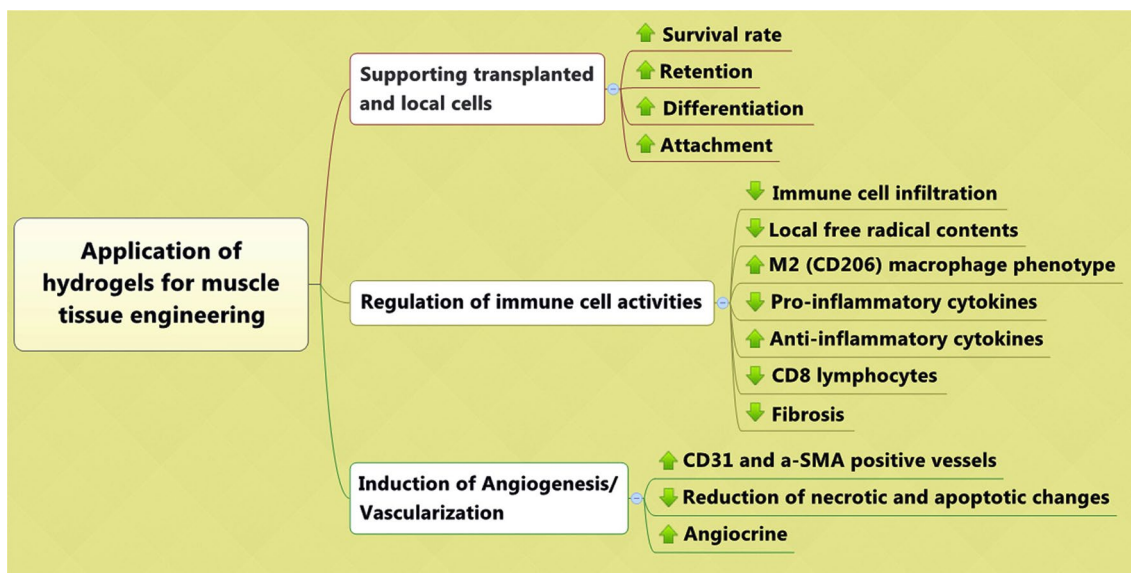 Application of
hydrogels for muscle
tissue engineering
Supporting transplanted
and local cells
Survival rate
Retention
Differentiation
Attachment
Regulation of immune cell activities
Immune cell infiltration
Local free radical contents
M2 (CD206) macrophage phenotype
Pro-inflammatory cytokines
Anti-inflammatory cytokines
CD8 lymphocytes
Fibrosis
Induction of Angiogenesis/
Vascularization
CD31 and a-SMA positive vessels
Reduction of necrotic and apoptotic changes
Angiocrine